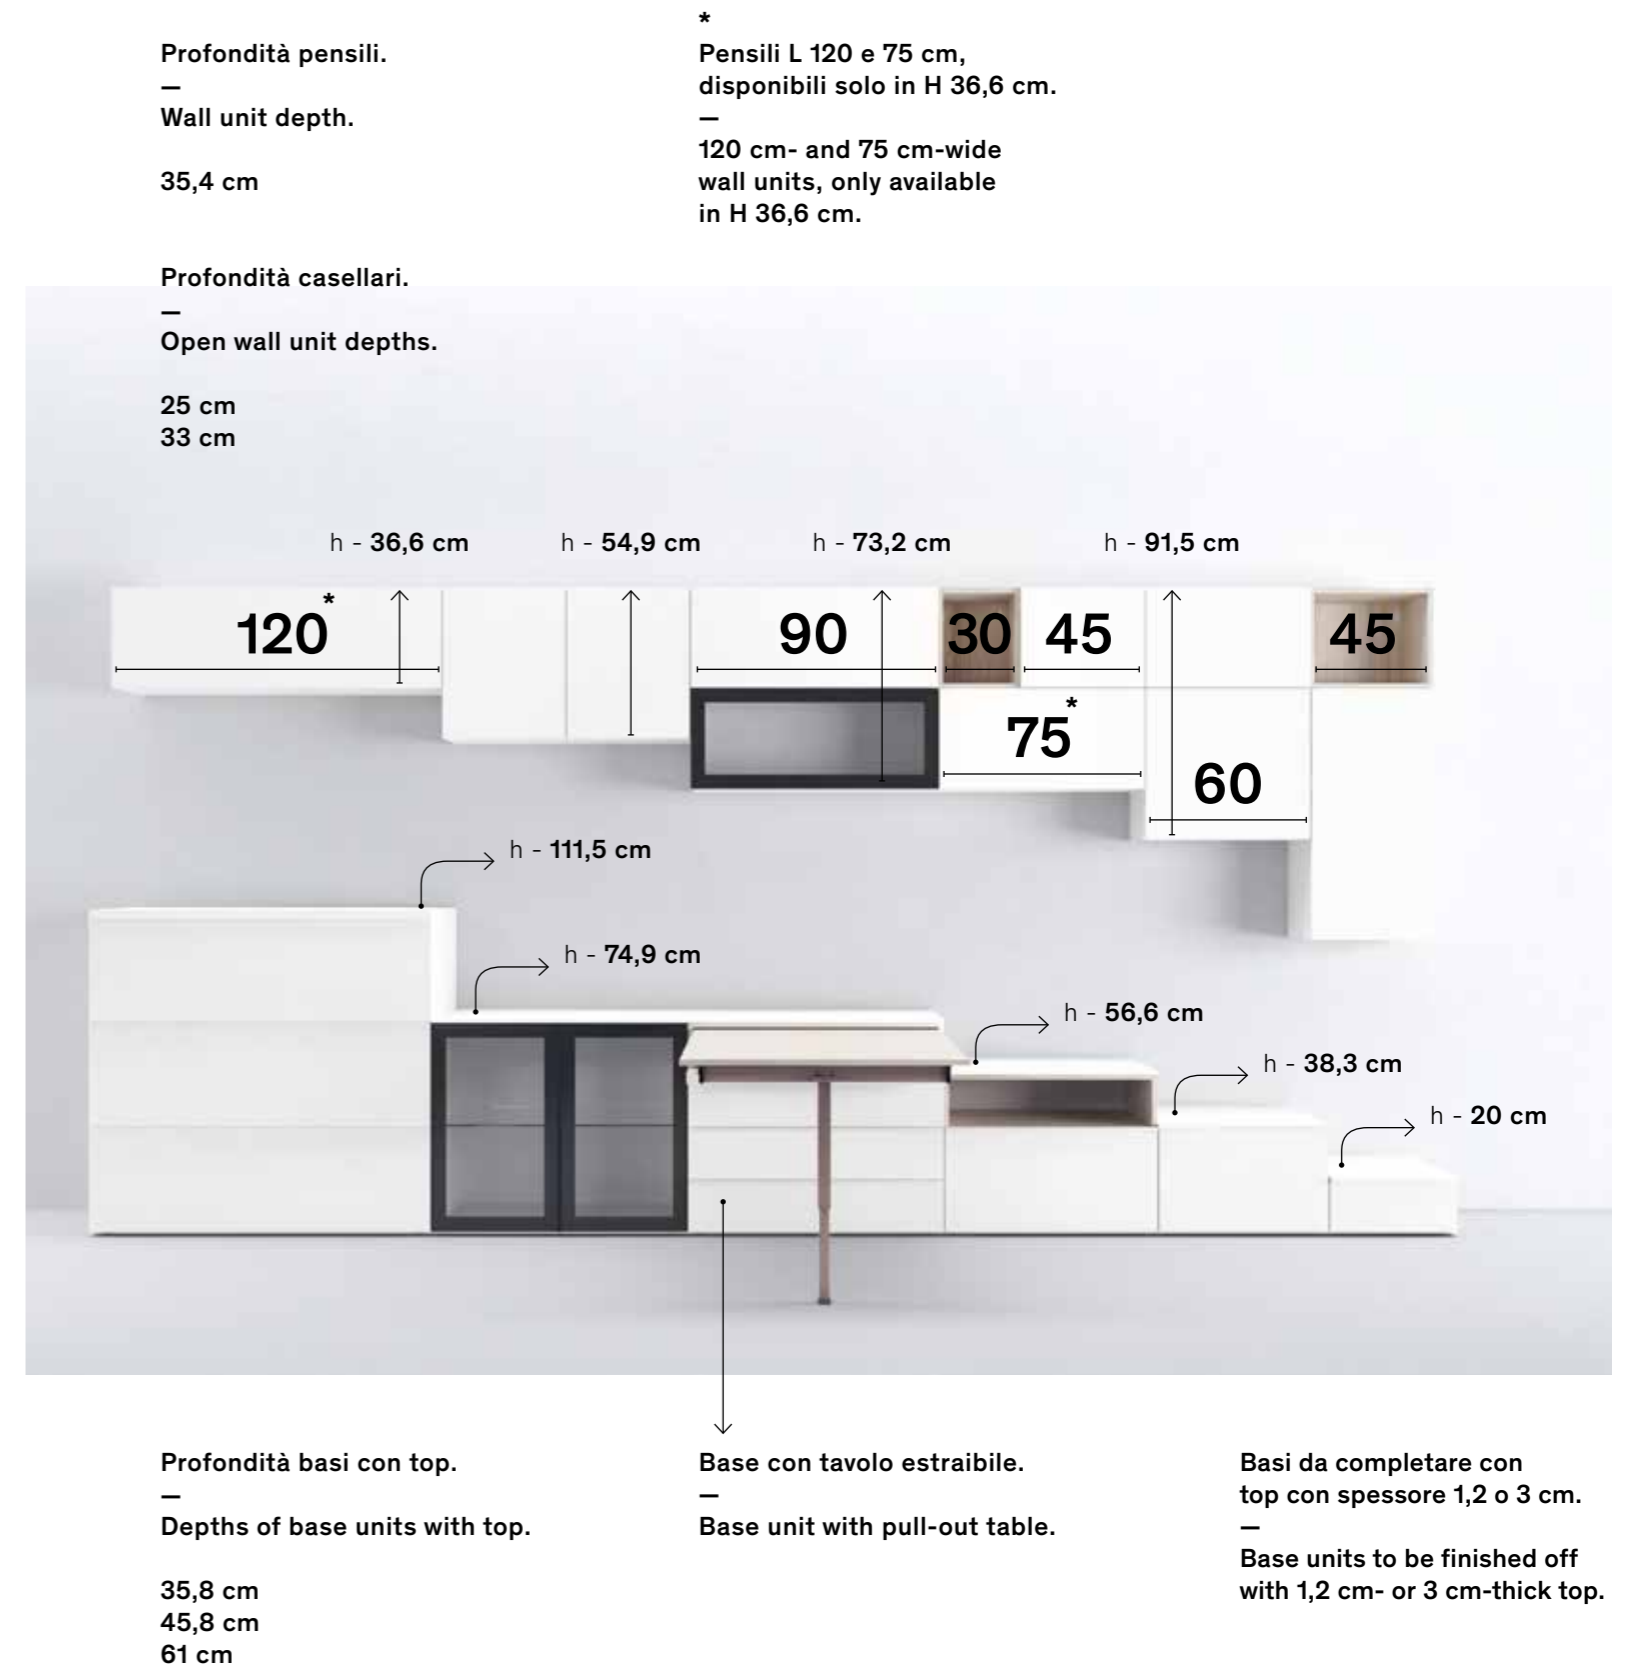 Profondità pensili.
—
Wall unit depth.
35,4 cm
*
Pensili L 120 e 75 cm,
disponibili solo in H 36,6 cm.
—
120 cm- and 75 cm-wide
wall units, only available
in H 36,6 cm.
Profondità casellari.
—
Open wall unit depths.
25 cm
33 cm
h - 36,6 cm
h - 54,9 cm
h - 73,2 cm
h - 91,5 cm
120*
90
30
45
45
75*
60
h - 111,5 cm
h - 74,9 cm
h - 56,6 cm
h - 38,3 cm
h - 20 cm
Profondità basi con top.
—
Depths of base units with top.
35,8 cm
45,8 cm
61 cm
Base con tavolo estraibile.
—
Base unit with pull-out table.
Basi da completare con
top con spessore 1,2 o 3 cm.
—
Base units to be finished off
with 1,2 cm- or 3 cm-thick top.